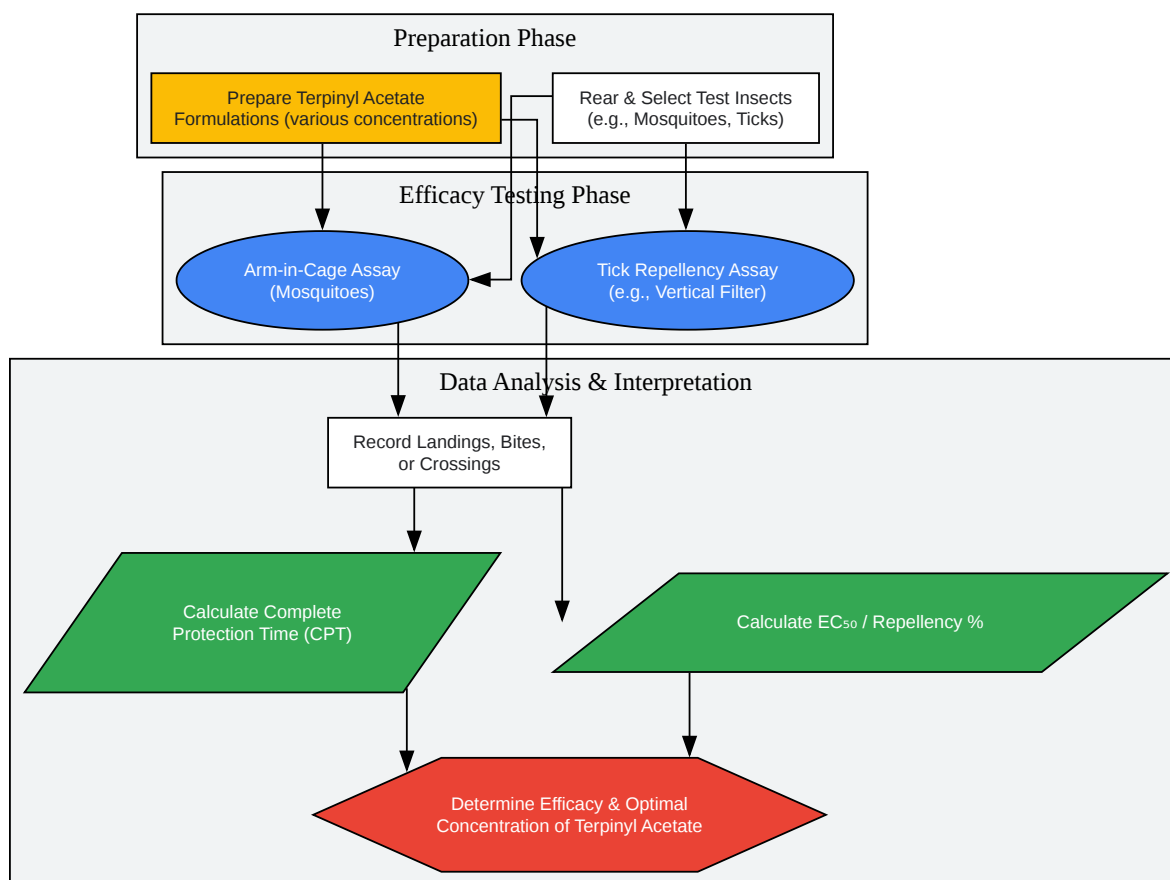 Preparation Phase
Prepare Terpinyl Acetate
Formulations (various concentrations)
Rear & Select Test Insects
(e.g., Mosquitoes, Ticks)
Efficacy Testing Phase
Arm-in-Cage Assay
(Mosquitoes)
Tick Repellency Assay
(e.g., Vertical Filter)
Data Analysis & Interpretation
Record Landings, Bites,
or Crossings
Calculate Complete
Protection Time (CPT)
Calculate EC₅₀ / Repellency %
Determine Efficacy & Optimal
Concentration of Terpinyl Acetate